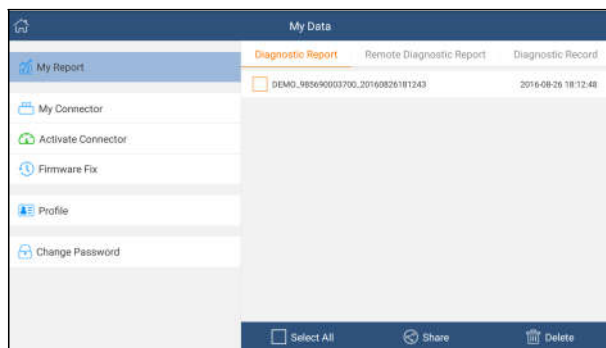 My Data
My Report
My Connector
Activate Connector
Firmware Fix
Profile
Change Password
Diagnostic Report Remote Diagnostic Report Diagnostic Record
DEMO_985690003700_20160826181243 2016-08-26 18:12:48
Select All Share Delete